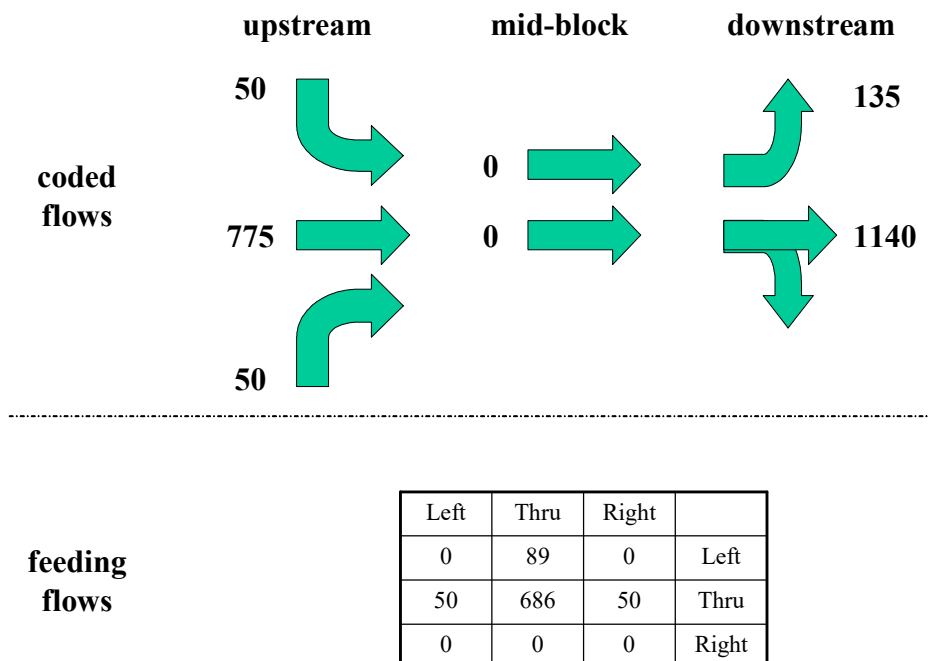 upstream mid-block downstream
50
135
coded
flows
0
775
0
1140
50
feeding
flows
Left Thru Right
0 89 0 Left
50 686 50 Thru
0 0 0 Right